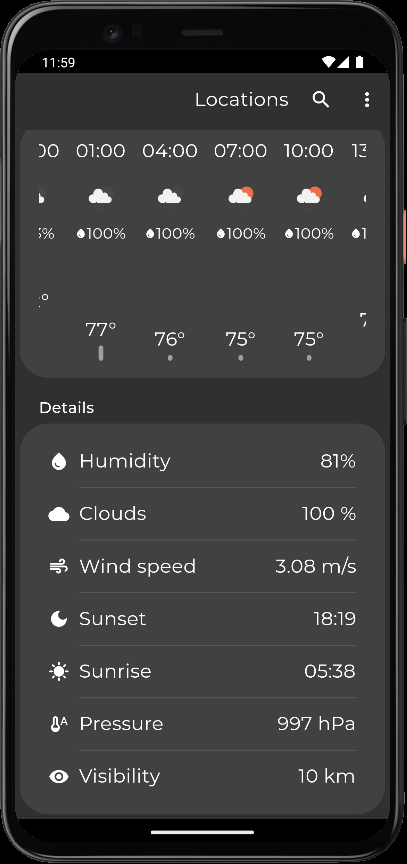 11:59
Locations
01:00 04:00 07:00 10:00
100% 100% 100% 100%
77° 76° 75° 75°
Details
Humidity 81%
Clouds 100 %
Wind speed 3.08 m/s
Sunset 18:19
Sunrise 05:38
Pressure 997 hPa
Visibility 10 km